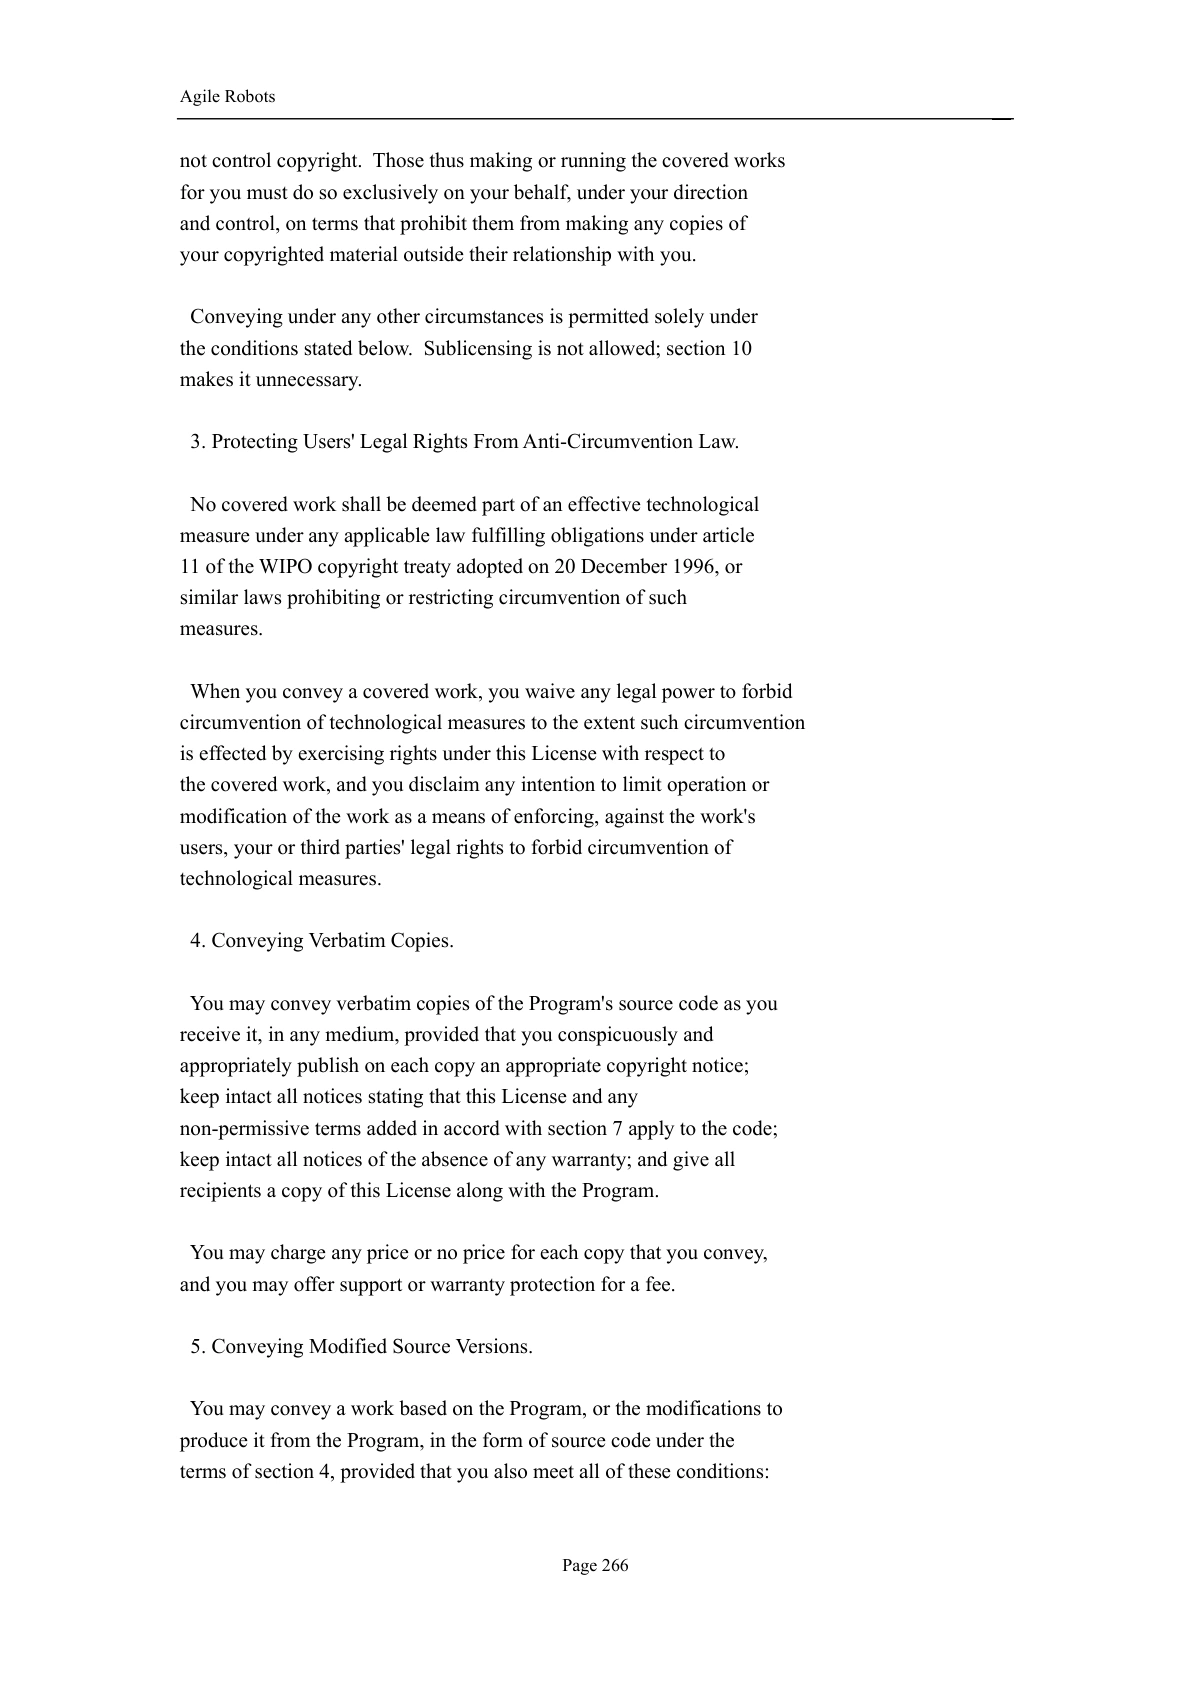 Agile Robots
not control copyright.  Those thus making or running the covered works
for you must do so exclusively on your behalf, under your direction
and control, on terms that prohibit them from making any copies of
your copyrighted material outside their relationship with you.
Conveying under any other circumstances is permitted solely under
the conditions stated below.  Sublicensing is not allowed; section 10
makes it unnecessary.
3. Protecting Users' Legal Rights From Anti-Circumvention Law.
No covered work shall be deemed part of an effective technological
measure under any applicable law fulfilling obligations under article
11 of the WIPO copyright treaty adopted on 20 December 1996, or
similar laws prohibiting or restricting circumvention of such
measures.
When you convey a covered work, you waive any legal power to forbid
circumvention of technological measures to the extent such circumvention
is effected by exercising rights under this License with respect to
the covered work, and you disclaim any intention to limit operation or
modification of the work as a means of enforcing, against the work's
users, your or third parties' legal rights to forbid circumvention of
technological measures.
4. Conveying Verbatim Copies.
You may convey verbatim copies of the Program's source code as you
receive it, in any medium, provided that you conspicuously and
appropriately publish on each copy an appropriate copyright notice;
keep intact all notices stating that this License and any
non-permissive terms added in accord with section 7 apply to the code;
keep intact all notices of the absence of any warranty; and give all
recipients a copy of this License along with the Program.
You may charge any price or no price for each copy that you convey,
and you may offer support or warranty protection for a fee.
5. Conveying Modified Source Versions.
You may convey a work based on the Program, or the modifications to
produce it from the Program, in the form of source code under the
terms of section 4, provided that you also meet all of these conditions:
Page 266